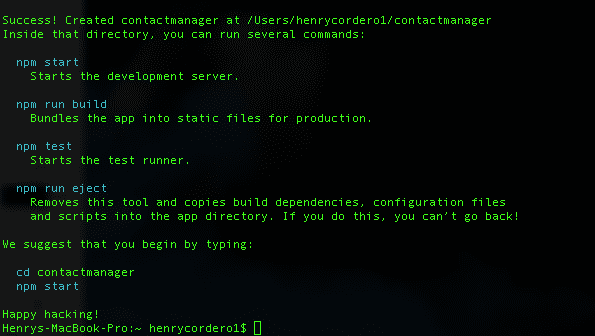 Success! Created contactmanager at /Users/henrycordero1/contactmanager
Inside that directory, you can run several commands:
npm start
Starts the development server.
npm run build
Bundles the app into static files for production.
npm test
Starts the test runner.
npm run eject
Removes this tool and copies build dependencies, configuration files
and scripts into the app directory. If you do this, you can’t go back!
We suggest that you begin by typing:
cd contactmanager
npm start
Happy hacking!
Henrys-MacBook-Pro:~ henrycordero1$